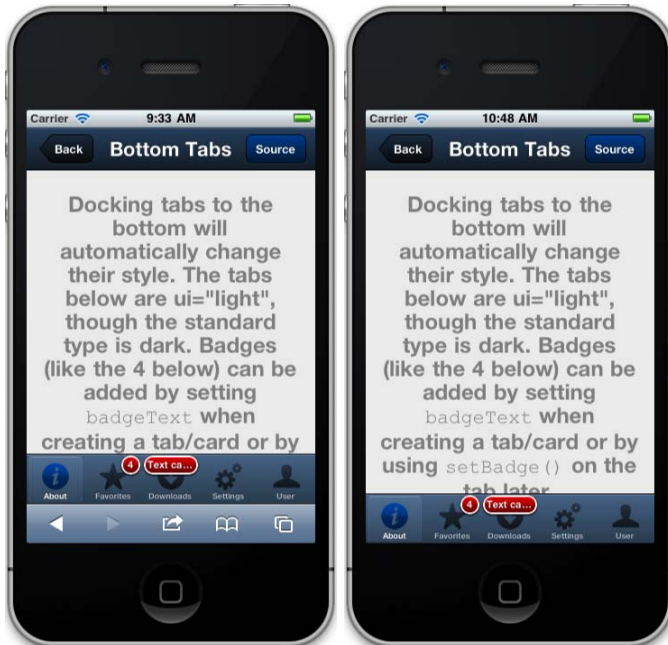 Carrier 9:33 AM
Back Bottom Tabs Source
Docking tabs to the
bottom will
automatically change
their style. The tabs
below are ui="light",
though the standard
type is dark. Badges
(like the 4 below) can be
added by setting
badgeText when
creating a tab/card or by
4 Text ca...
About Favorites Downloads Settings User
Carrier 10:48 AM
Back Bottom Tabs Source
Docking tabs to the
bottom will
automatically change
their style. The tabs
below are ui="light",
though the standard
type is dark. Badges
(like the 4 below) can be
added by setting
badgeText when
creating a tab/card or by
using setBadge() on the
tab later
4 Text ca...
About Favorites Downloads Settings User